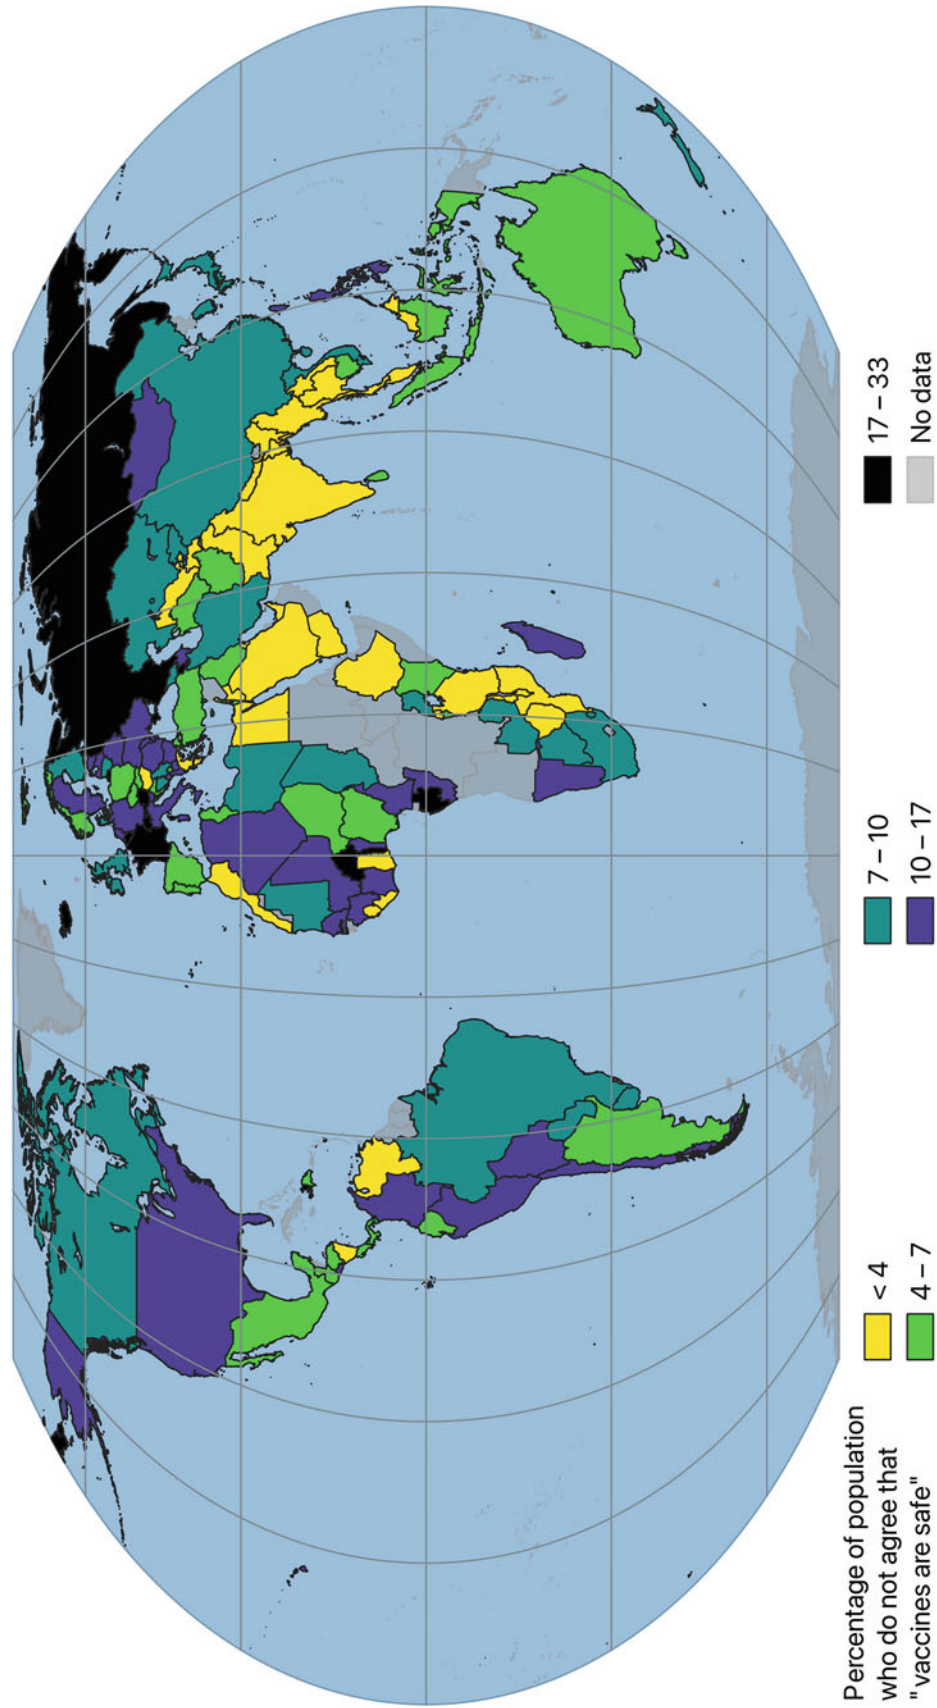 Percentage of population
who do not agree that
"vaccines are safe"
< 4
4 – 7
7 – 10
10 – 17
17 – 33
No data